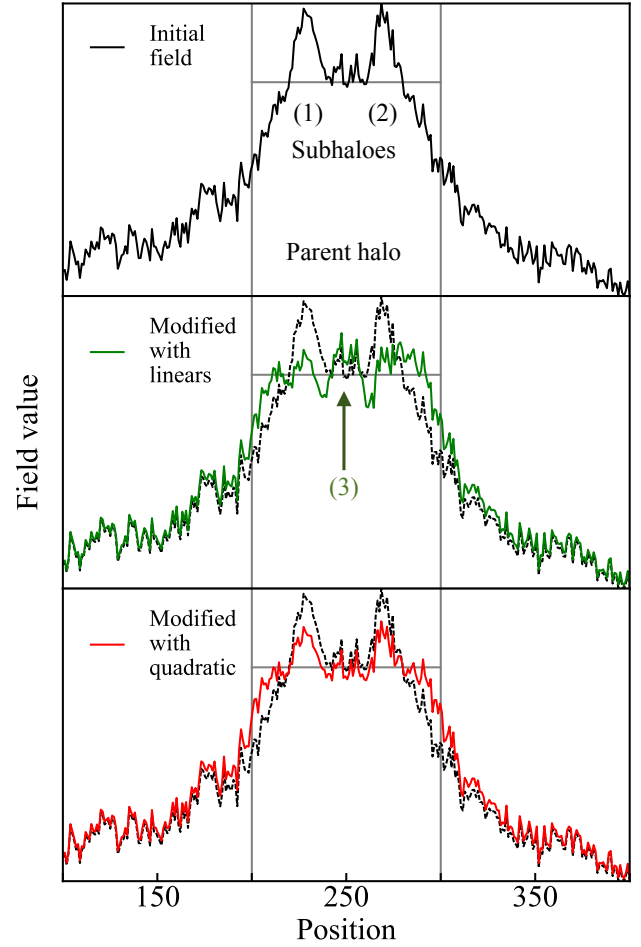 Initial
field
(1)
(2)
Subhaloes
Parent halo
Modified
with
linears
(3)
Modified
with
quadratic
Field value
150
250
350
Position